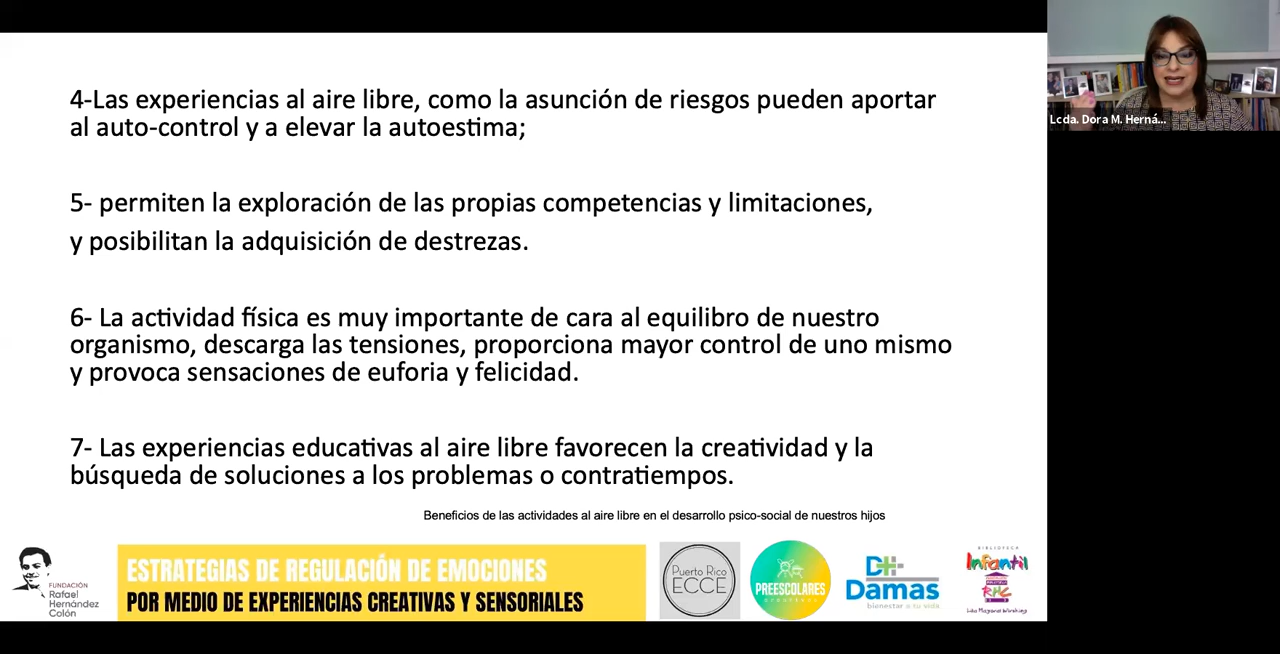 4-Las experiencias al aire libre, como la asunción de riesgos pueden aportar
al auto-control y a elevar la autoestima;
5- permiten la exploración de las propias competencias y limitaciones,
y posibilitan la adquisición de destrezas.
6- La actividad física es muy importante de cara al equilibro de nuestro
organismo, descarga las tensiones, proporciona mayor control de uno mismo
y provoca sensaciones de euforia y felicidad.
7- Las experiencias educativas al aire libre favorecen la creatividad y la
búsqueda de soluciones a los problemas o contratiempos.
Beneficios de las actividades al aire libre en el desarrollo psico-social de nuestros hijos
Lcda. Dora M. Herná...
FUNDACIÓN
Rafael
Hernández
Colón
ESTRATEGIAS DE REGULACIÓN DE EMOCIONES
POR MEDIO DE EXPERIENCIAS CREATIVAS Y SENSORIALES
Puerto Rico
ECCE
PREESCOLARES
D+
Damas
bienestar a tu vida
BIBLIOTECA
Infantil
RHC